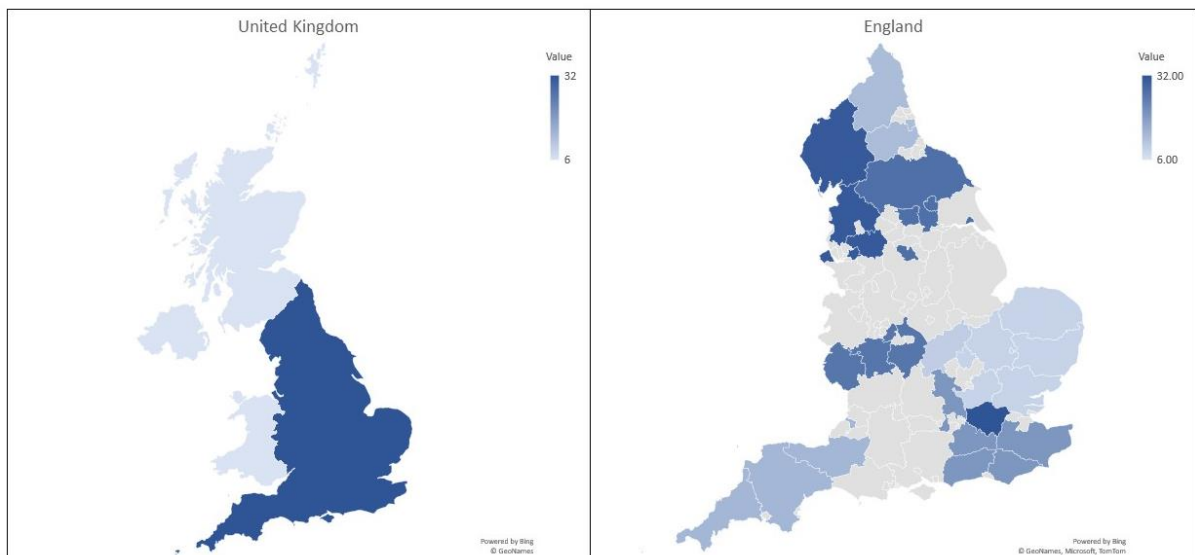 United Kingdom
Value
32
6
Powered by Bing
© GeoNames
England
Value
32.00
6.00
Powered by Bing
© GeoNames, Microsoft, TomTom